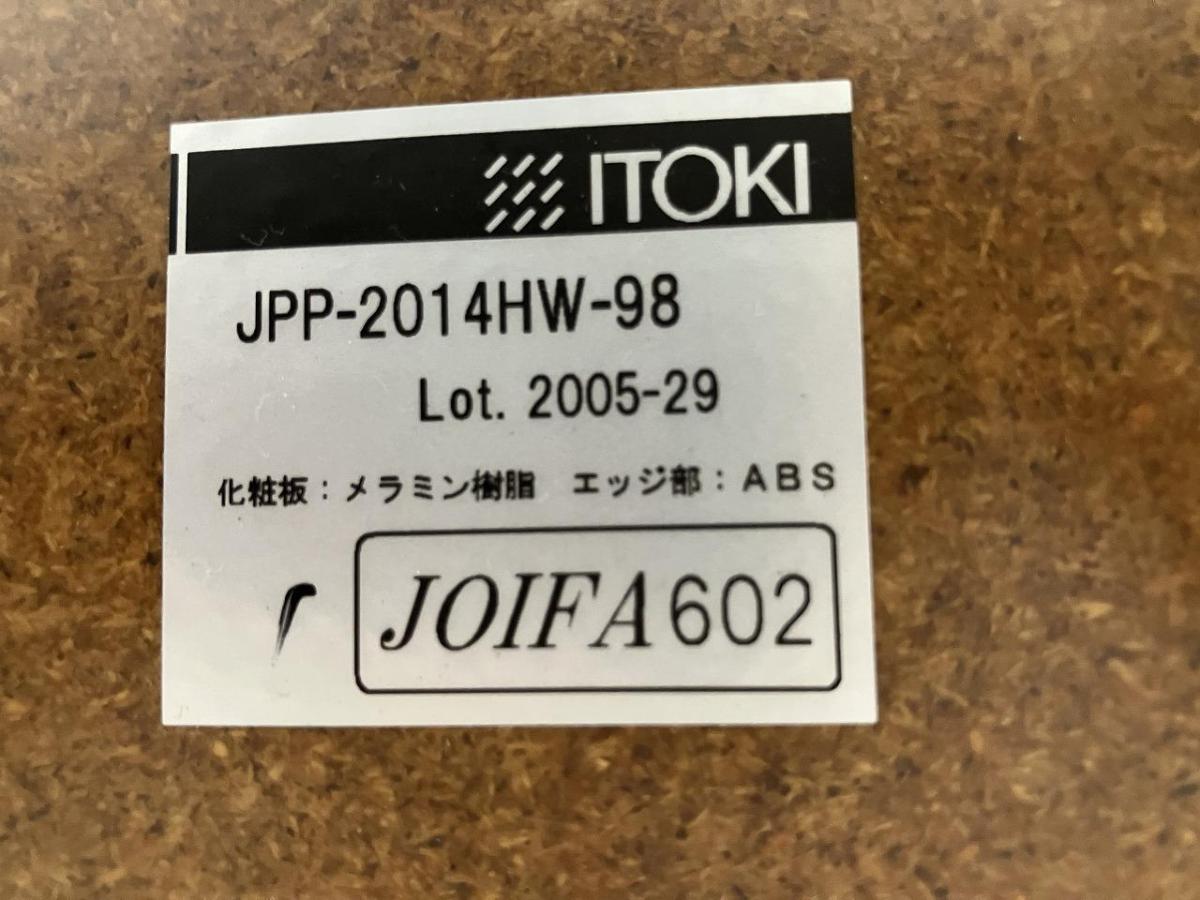 ITOKI
JPP-2014HW-98
Lot. 2005-29
化粧板：メラミン樹脂　エッジ部：ABS
JOIFA602